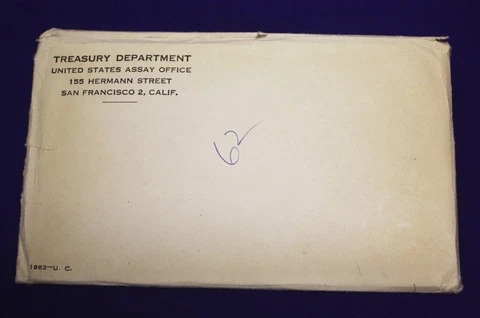 TREASURY DEPARTMENT
UNITED STATES ASSAY OFFICE
155 HERMANN STREET
SAN FRANCISCO 2, CALIF.
62
1962—U. C.